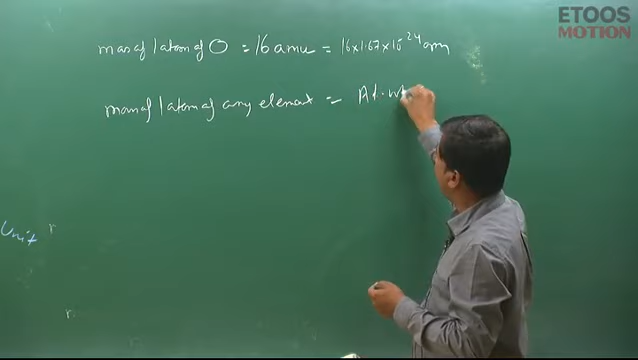 ETOOS
MOTION
mass of 1 atom of O = 16 amu = 16×1.67×10⁻²⁴ gm
mass of 1 atom of any element = At. wt
Unit